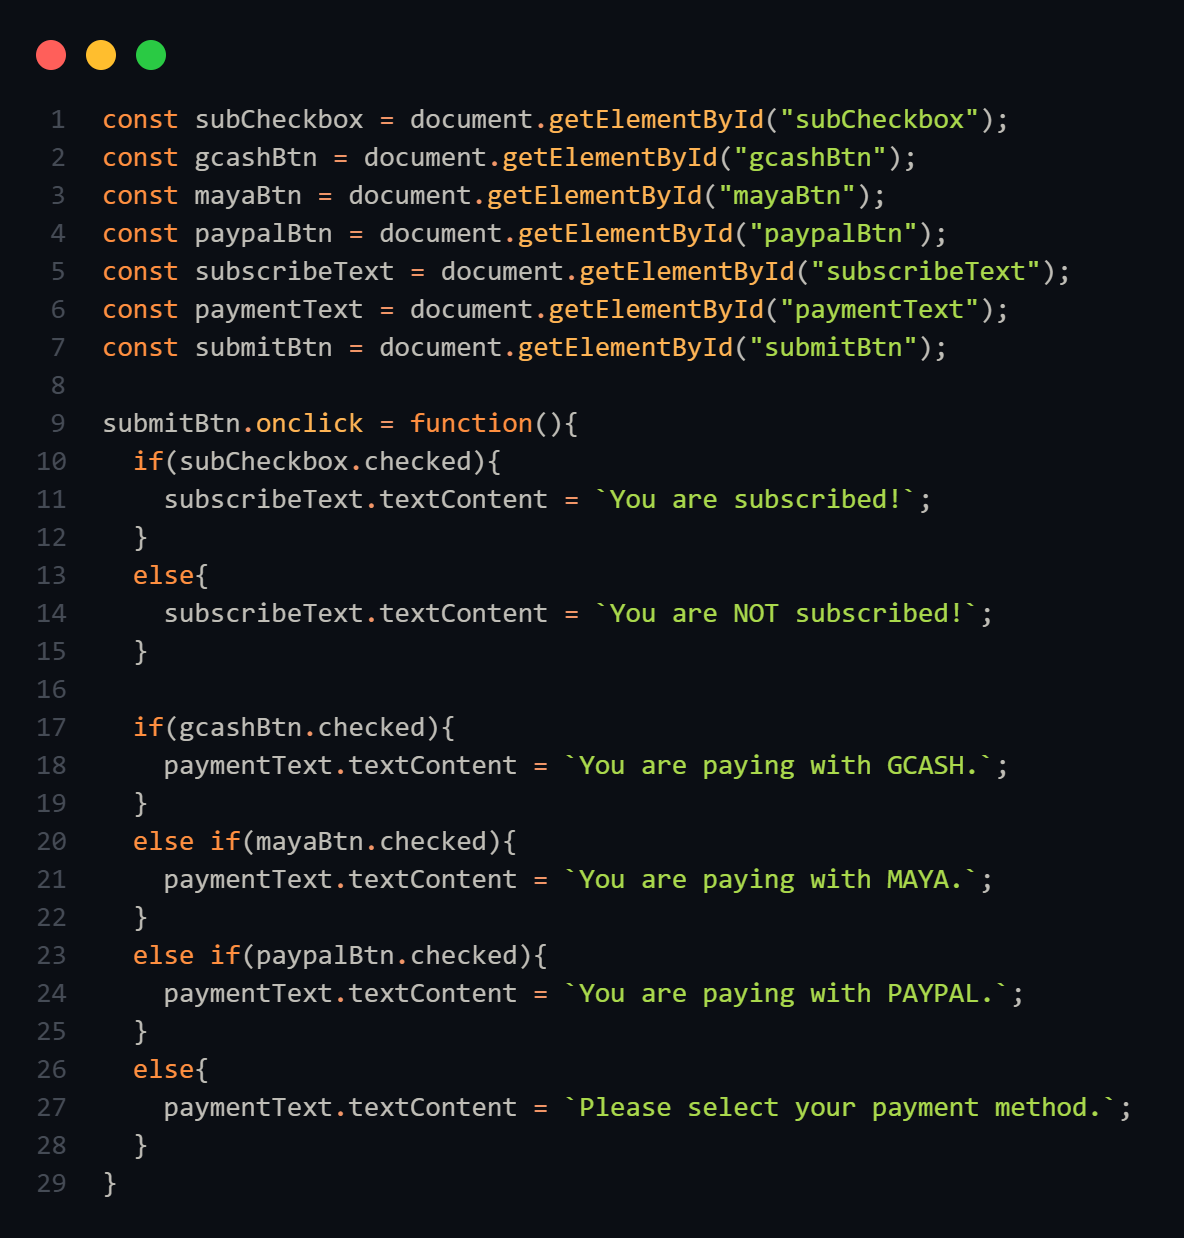 1 const subCheckbox = document.getElementById("subCheckbox");
2 const gcashBtn = document.getElementById("gcashBtn");
3 const mayaBtn = document.getElementById("mayaBtn");
4 const paypalBtn = document.getElementById("paypalBtn");
5 const subscribeText = document.getElementById("subscribeText");
6 const paymentText = document.getElementById("paymentText");
7 const submitBtn = document.getElementById("submitBtn");
8
9 submitBtn.onclick = function(){
10   if(subCheckbox.checked){
11     subscribeText.textContent = `You are subscribed!`;
12   }
13   else{
14     subscribeText.textContent = `You are NOT subscribed!`;
15   }
16
17   if(gcashBtn.checked){
18     paymentText.textContent = `You are paying with GCASH.`;
19   }
20   else if(mayaBtn.checked){
21     paymentText.textContent = `You are paying with MAYA.`;
22   }
23   else if(paypalBtn.checked){
24     paymentText.textContent = `You are paying with PAYPAL.`;
25   }
26   else{
27     paymentText.textContent = `Please select your payment method.`;
28   }
29 }